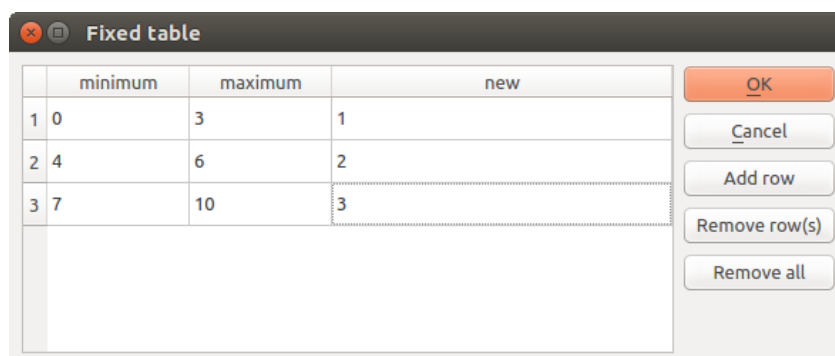 Fixed table
minimum maximum new
1 0 3 1
2 4 6 2
3 7 10 3
OK
Cancel
Add row
Remove row(s)
Remove all